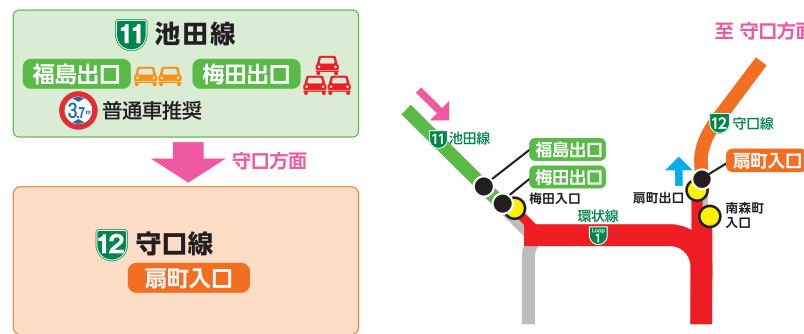 11 池田線
福島出口
梅田出口
3.7m 普通車推奨
守口方面
12 守口線
扇町入口
至 守口方面
12 守口線
11 池田線
福島出口
扇町入口
梅田出口
梅田入口
扇町出口
南森町
入口
環状線
Loop
1